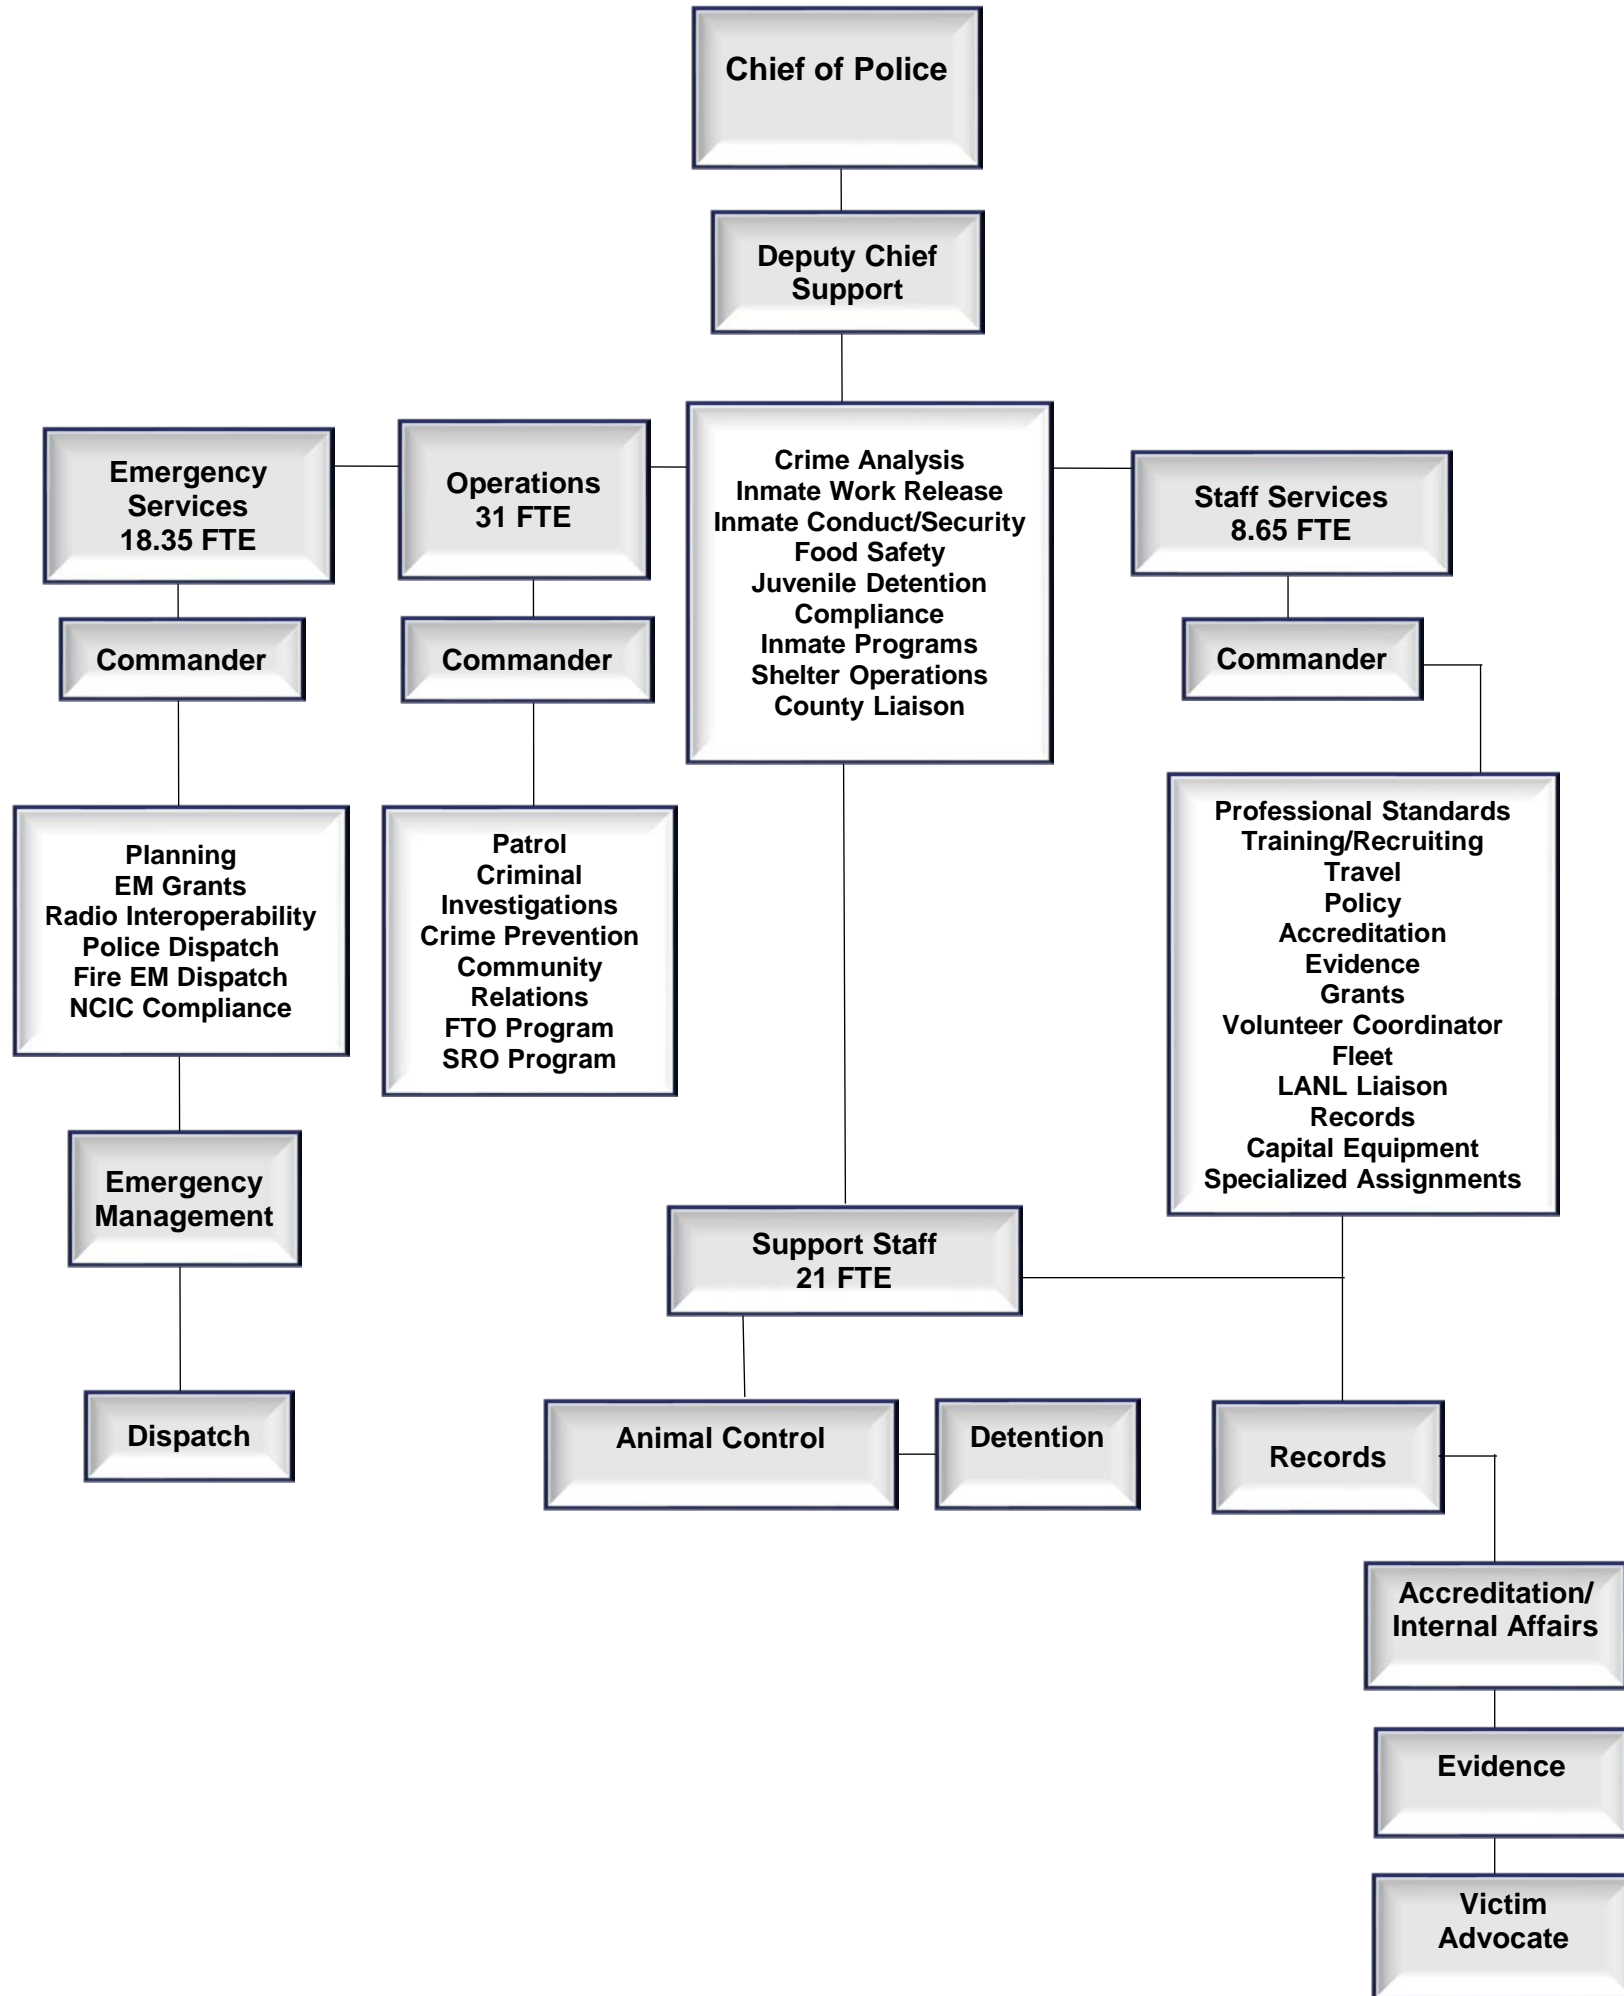 Chief of Police
Deputy Chief
Support
Emergency
Services
18.35 FTE
Operations
31 FTE
Crime Analysis
Inmate Work Release
Inmate Conduct/Security
Food Safety
Juvenile Detention
Compliance
Inmate Programs
Shelter Operations
County Liaison
Staff Services
8.65 FTE
Commander
Commander
Commander
Planning
EM Grants
Radio Interoperability
Police Dispatch
Fire EM Dispatch
NCIC Compliance
Patrol
Criminal
Investigations
Crime Prevention
Community
Relations
FTO Program
SRO Program
Professional Standards
Training/Recruiting
Travel
Policy
Accreditation
Evidence
Grants
Volunteer Coordinator
Fleet
LANL Liaison
Records
Capital Equipment
Specialized Assignments
Emergency
Management
Support Staff
21 FTE
Dispatch
Animal Control
Detention
Records
Accreditation/
Internal Affairs
Evidence
Victim
Advocate